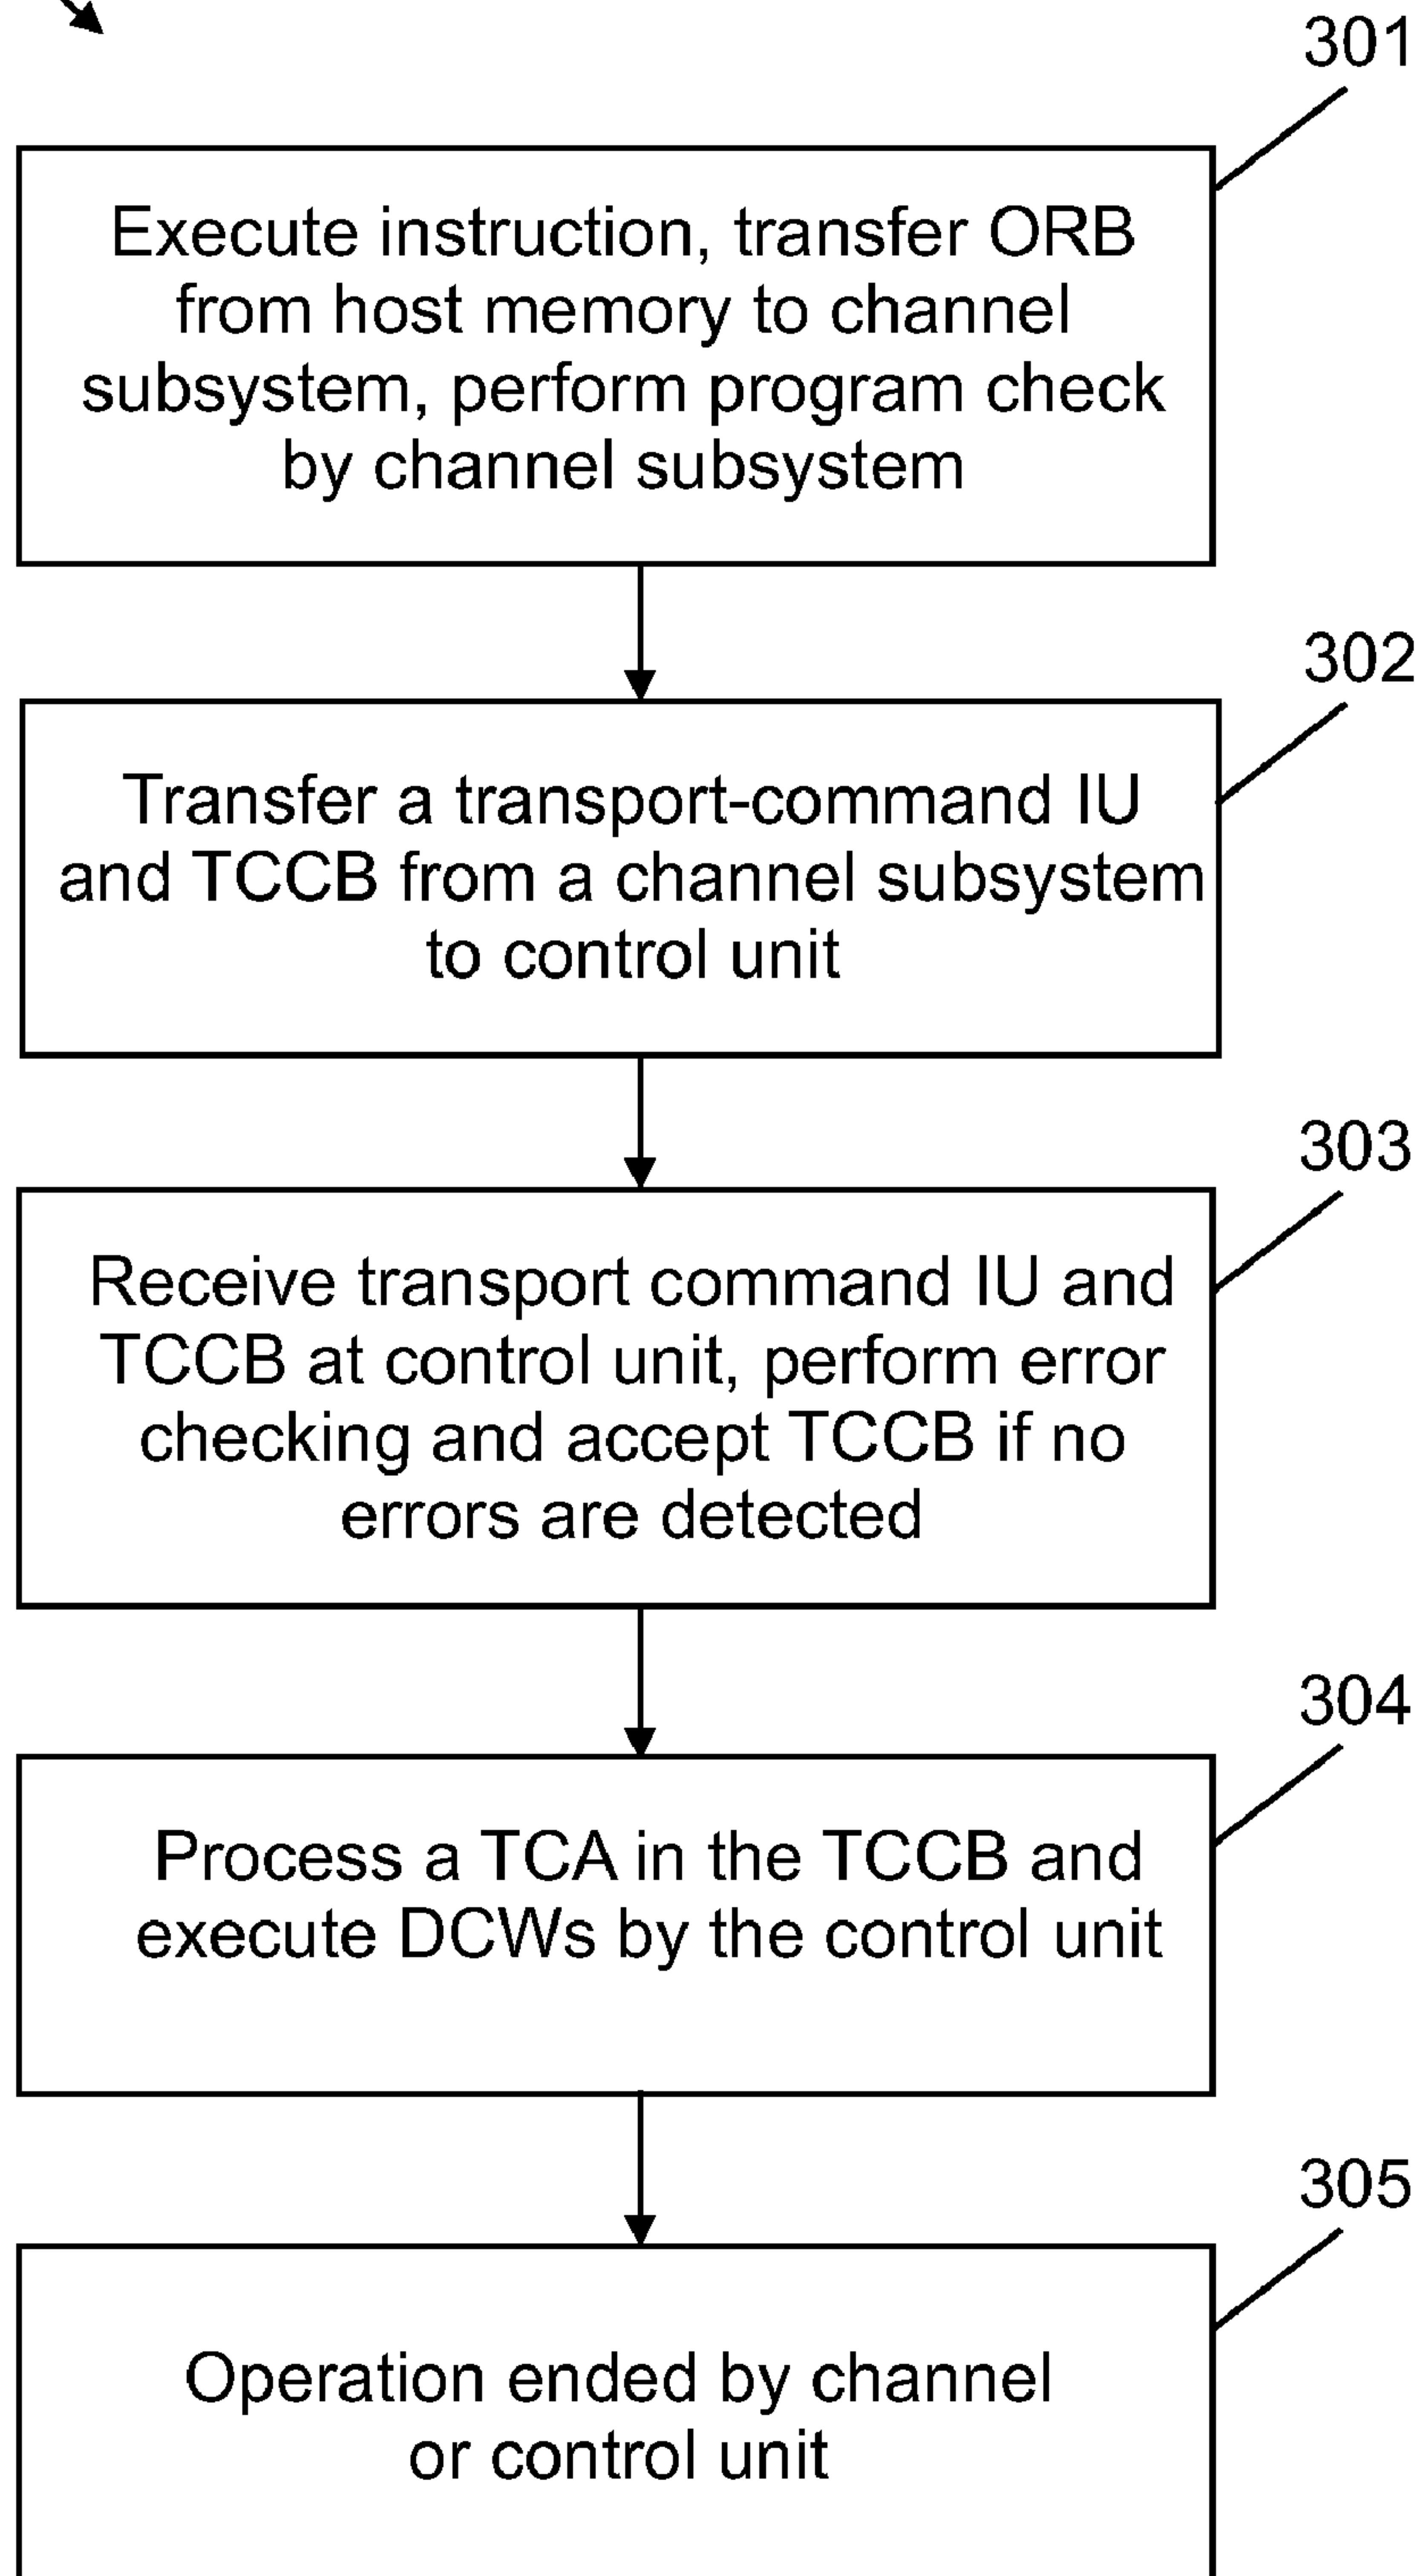 301
Execute instruction, transfer ORB
from host memory to channel
subsystem, perform program check
by channel subsystem
302
Transfer a transport-command IU
and TCCB from a channel subsystem
to control unit
303
Receive transport command IU and
TCCB at control unit, perform error
checking and accept TCCB if no
errors are detected
304
Process a TCA in the TCCB and
execute DCWs by the control unit
305
Operation ended by channel
or control unit